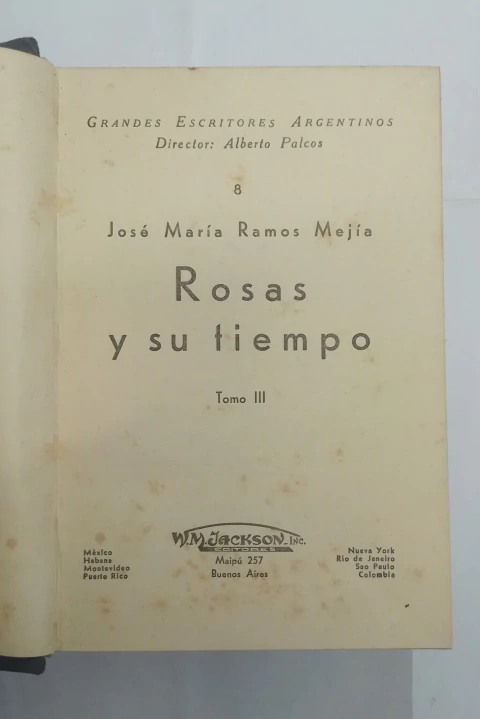 GRANDES ESCRITORES ARGENTINOS
Director: Alberto Palcos
8
José María Ramos Mejía
Rosas
y su tiempo
Tomo III
W.M. JACKSON, INC.
EDITORES
Maipú 257
Buenos Aires
México
Habana
Montevideo
Puerto Rico
Nueva York
Río de Janeiro
Sao Paulo
Colombia